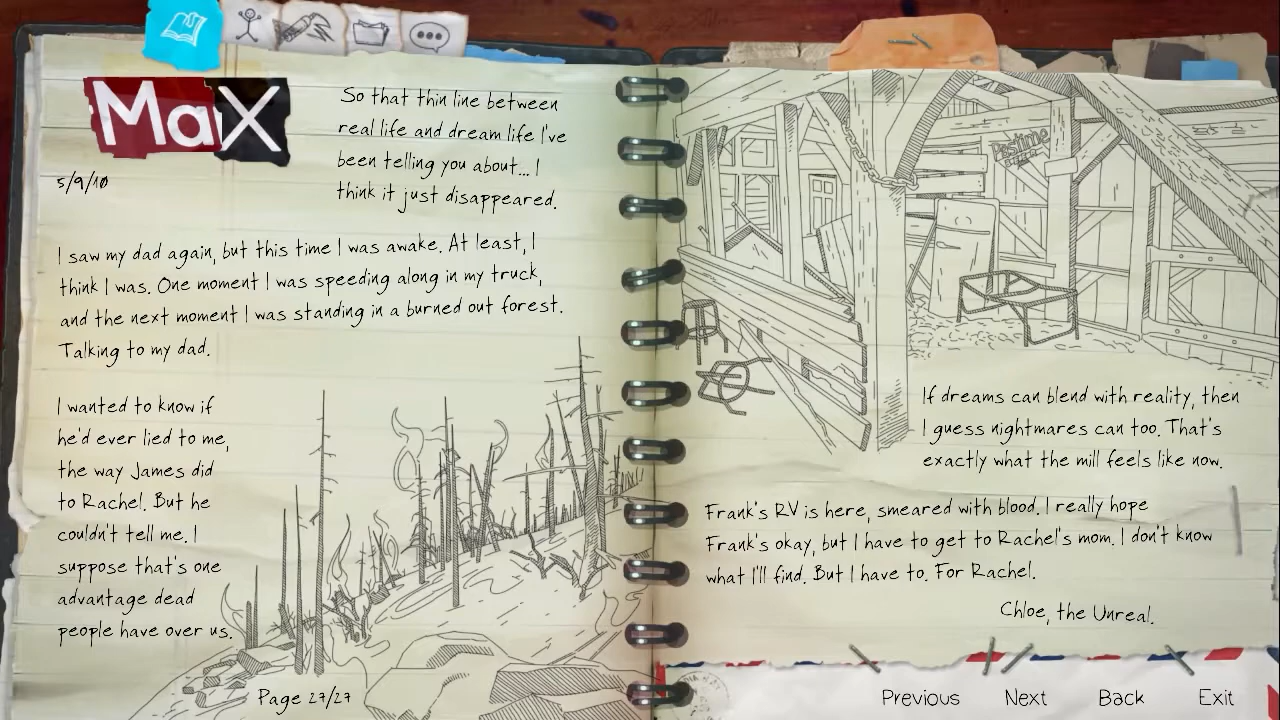 MaX
5/9/10
So that thin line between
real life and dream life I've
been telling you about... I
think it just disappeared.
I saw my dad again, but this time I was awake. At least, I
think I was. One moment I was speeding along in my truck,
and the next moment I was standing in a burned out forest.
Talking to my dad.
I wanted to know if
he'd ever lied to me,
the way James did
to Rachel. But he
couldn't tell me. I
suppose that's one
advantage dead
people have over us.
Page 27/27
Pastime
If dreams can blend with reality, then
I guess nightmares can too. That's
exactly what the mill feels like now.
Frank's RV is here, smeared with blood. I really hope
Frank's okay, but I have to get to Rachel's mom. I don't know
what I'll find. But I have to. For Rachel.
Chloe, the Unreal.
Previous Next Back Exit